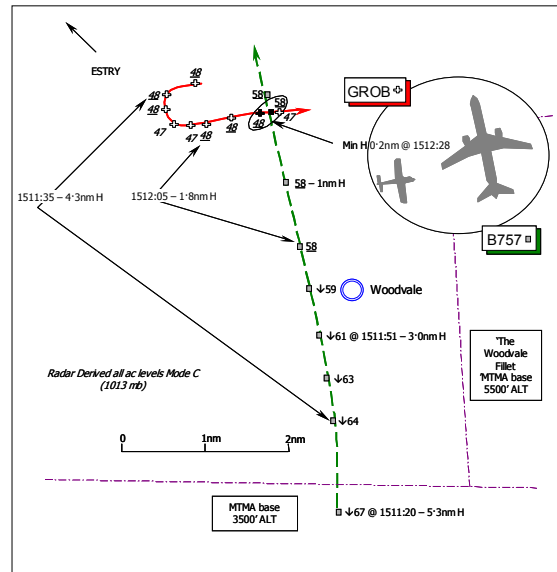 ESTRY
48
48
48
47
47
48
48
48
47
58
58
GROB
Min H 0.2nm @ 1512:28
1511:35 – 4·3nm H
1512:05 – 1·8nm H
58 – 1nm H
B757
58
59
Woodvale
61 @ 1511:51 – 3·0nm H
'The
Woodvale
Fillet
'MTMA base
5500' ALT
Radar Derived all ac levels Mode C
(1013 mb)
63
64
0
1nm
2nm
MTMA base
3500' ALT
67 @ 1511:20 – 5·3nm H